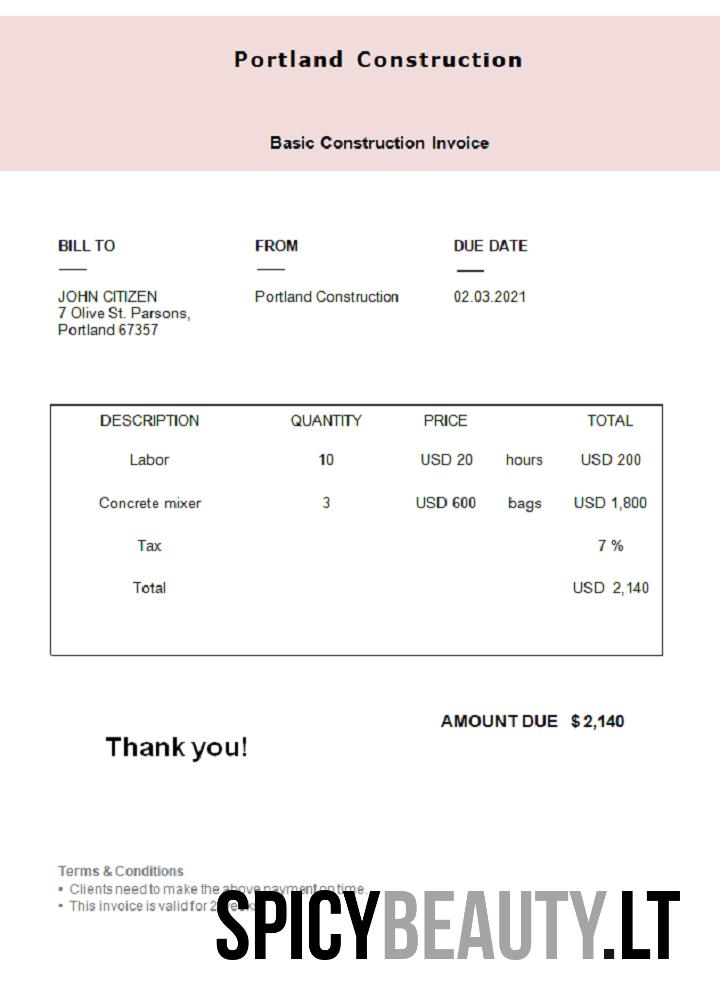 Portland Construction
Basic Construction Invoice
BILL TO
JOHN CITIZEN
7 Olive St. Parsons,
Portland 67357
FROM
Portland Construction
DUE DATE
02.03.2021
DESCRIPTION QUANTITY PRICE TOTAL
Labor 10 USD 20 hours USD 200
Concrete mixer 3 USD 600 bags USD 1,800
Tax 7 %
Total USD 2,140
AMOUNT DUE $ 2,140
Thank you!
Terms & Conditions
• Clients need to make the above payment on time.
• This invoice is valid for 2 weeks
SPICYBEAUTY.LT